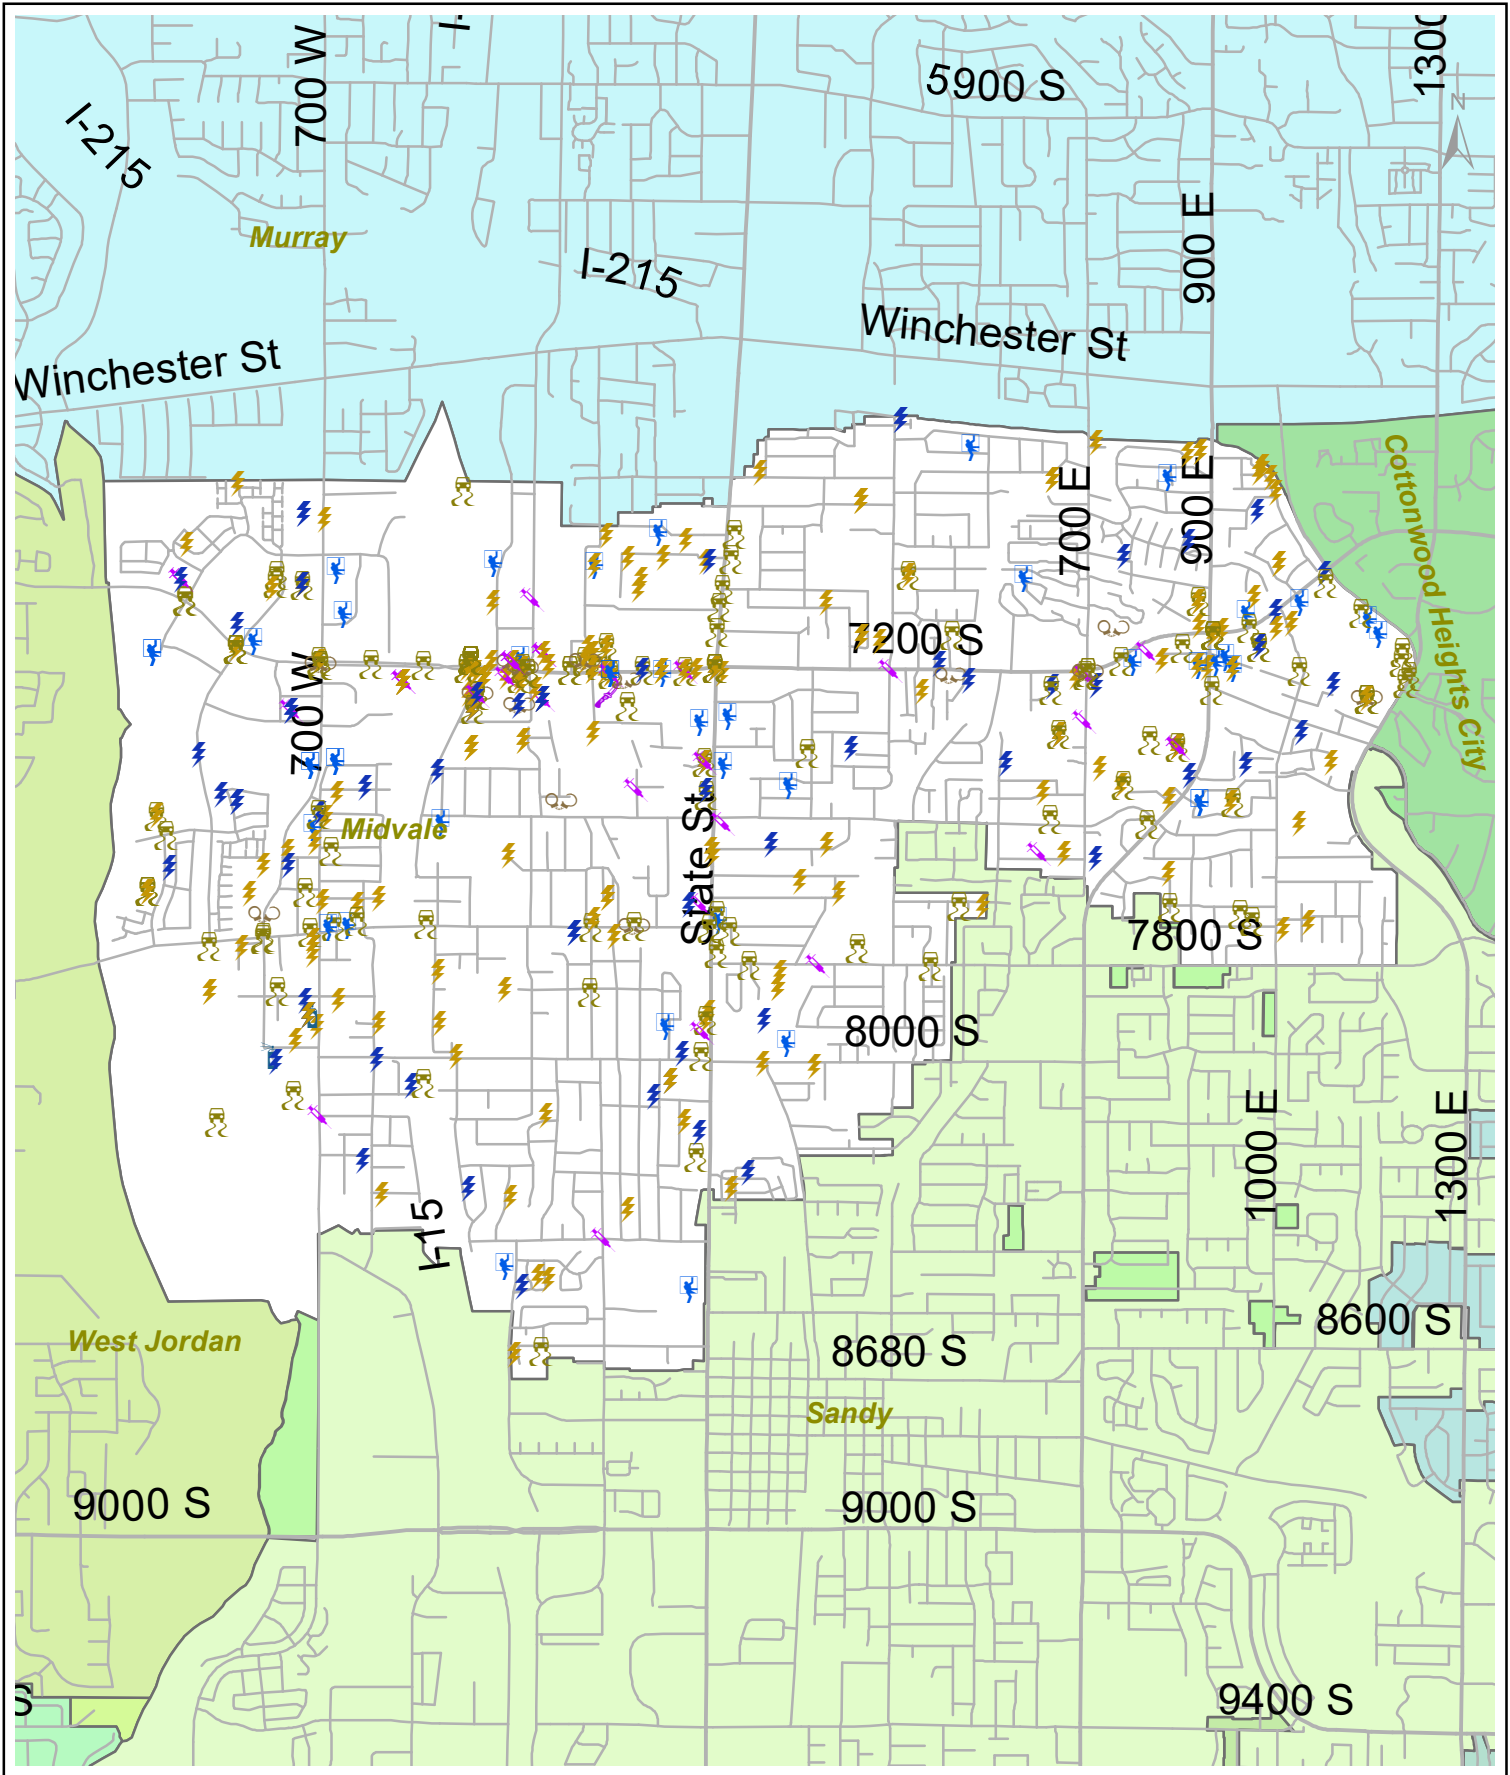 700 W
I-
5900 S
1300
N
I-215
Murray
900 E
I-215
Winchester St
Winchester St
Cottonwood Heights City
700 E
900 E
7200 S
700 W
Midvale
State St
7800 S
8000 S
1000 E
1300 E
I-15
West Jordan
8600 S
8680 S
Sandy
9000 S
9000 S
S
9400 S